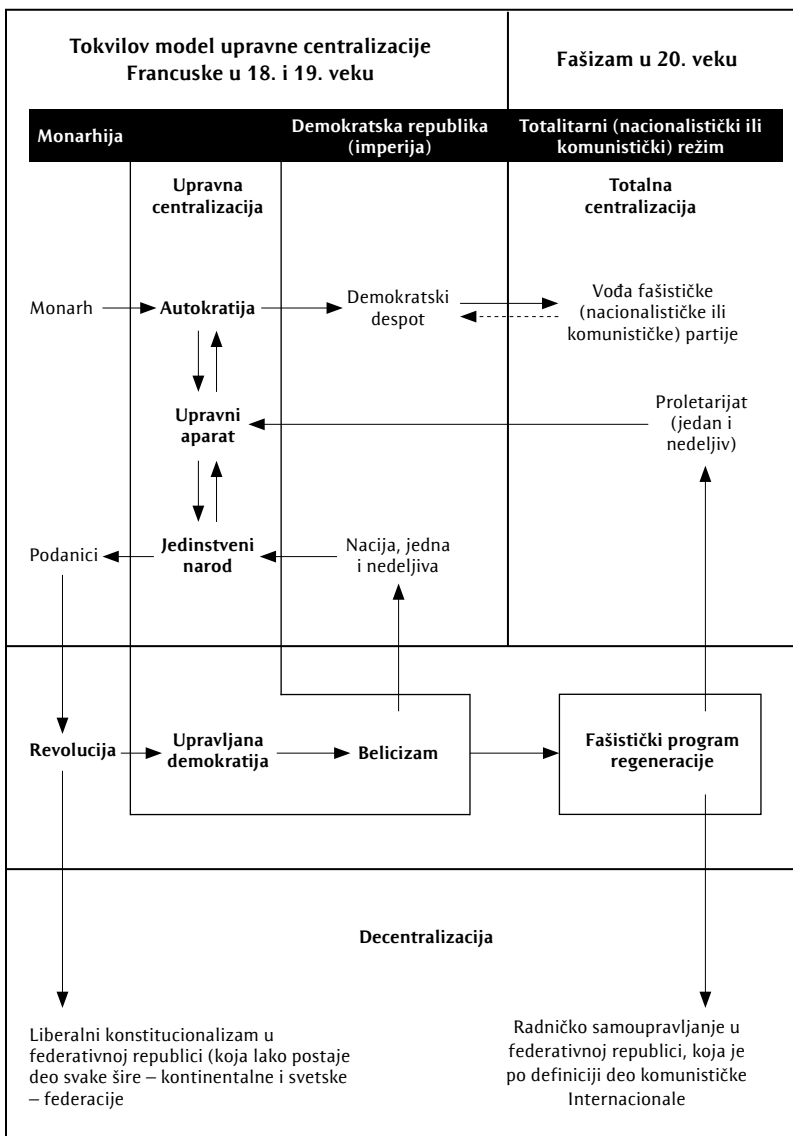 Tokvilov model upravne centralizacije
Francuske u 18. i 19. veku
Fašizam u 20. veku
Monarhija
Demokratska republika
(imperija)
Totalitarni (nacionalistički ili
komunistički) režim
Upravna
centralizacija
Totalna
centralizacija
Monarh
Autokratija
Demokratski
despot
Vođa fašističke
(nacionalističke ili
komunističke) partije
Upravni
aparat
Proletarijat
(jedan i
nedeljiv)
Podanici
Jedinstveni
narod
Nacija, jedna
i nedeljiva
Revolucija
Upravljana
demokratija
Belicizam
Fašistički program
regeneracije
Decentralizacija
Liberalni konstitucionalizam u
federativnoj republici (koja lako postaje
deo svake šire – kontinentalne i svetske
– federacije
Radničko samoupravljanje u
federativnoj republici, koja je
po definiciji deo komunističke
Internacionale